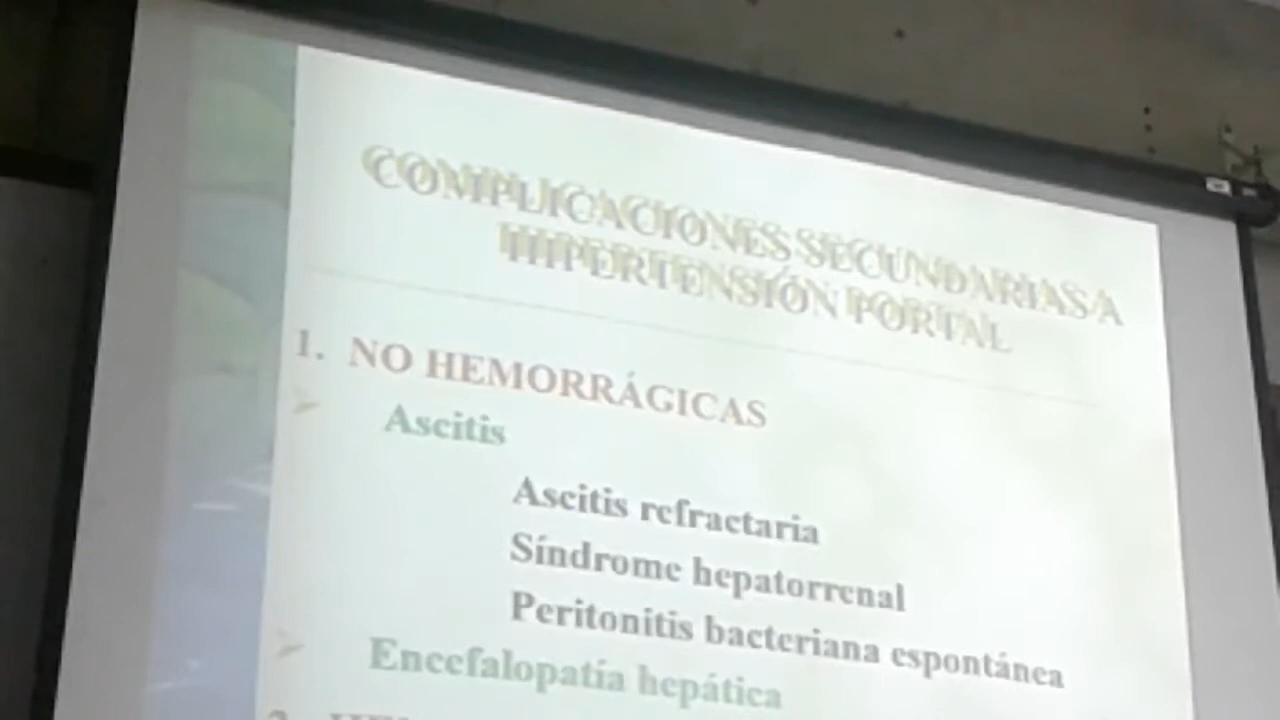 COMPLICACIONES SECUNDARIAS A
HIPERTENSIÓN PORTAL
1. NO HEMORRÁGICAS
Ascitis
Ascitis refractaria
Síndrome hepatorrenal
Peritonitis bacteriana espontánea
Encefalopatía hepática